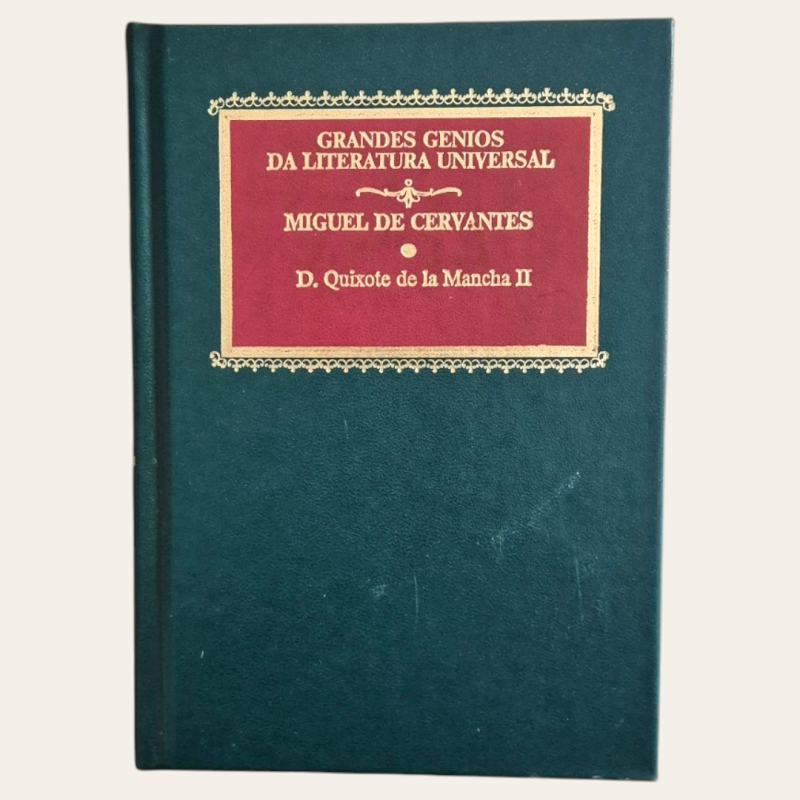 GRANDES GENIOS
DA LITERATURA UNIVERSAL
MIGUEL DE CERVANTES
D. Quixote de la Mancha II